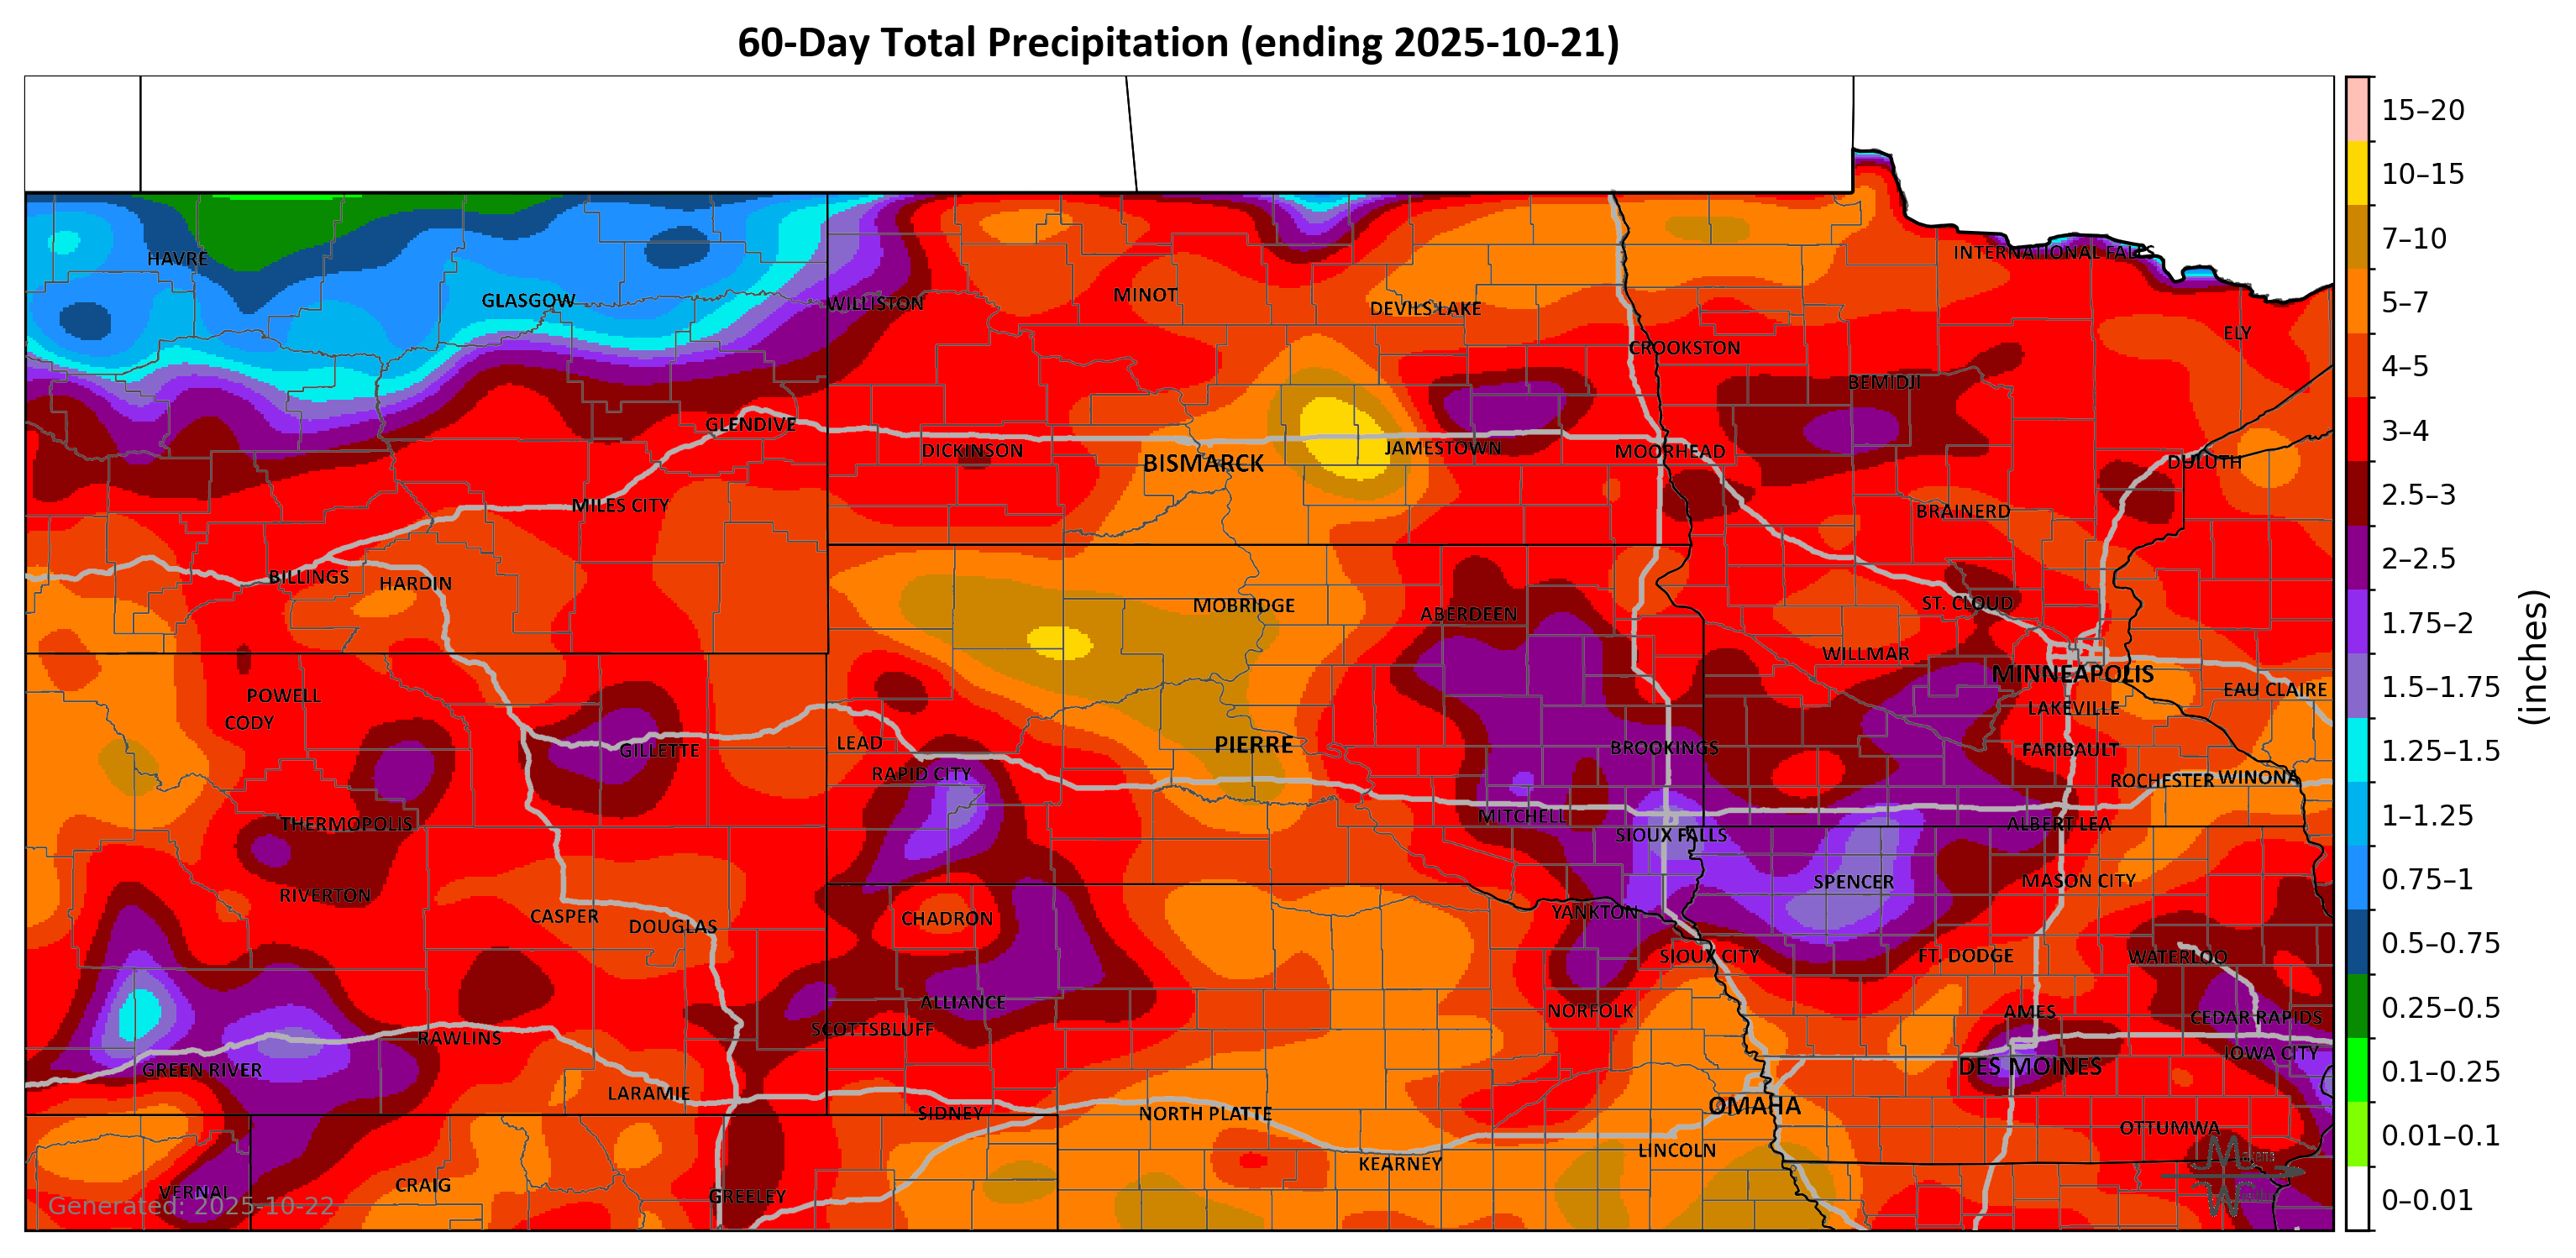 60-Day Total Precipitation (ending 2025-10-21)
15–20
10–15
7–10
INTERNATIONAL FALLS
HAVRE
GLASGOW
WILLISTON
MINOT
DEVILS LAKE
5–7
ELY
CROOKSTON
4–5
BEMIDJI
GLENDIVE
3–4
DICKINSON
JAMESTOWN
MOORHEAD
BISMARCK
DULUTH
2.5–3
MILES CITY
BRAINERD
2–2.5
BILLINGS
HARDIN
MOBRIDGE
ABERDEEN
ST. CLOUD
1.75–2
WILLMAR
MINNEAPOLIS
(inches)
1.5–1.75
POWELL
EAU CLAIRE
CODY
LAKEVILLE
LEAD
PIERRE
BROOKINGS
FARIBAULT
GILLETTE
1.25–1.5
RAPID CITY
ROCHESTER
WINONA
THERMOPOLIS
MITCHELL
ALBERT LEA
1–1.25
SIOUX FALLS
SPENCER
MASON CITY
0.75–1
RIVERTON
CASPER
CHADRON
YANKTON
DOUGLAS
0.5–0.75
SIOUX CITY
FT. DODGE
WATERLOO
ALLIANCE
NORFOLK
AMES
CEDAR RAPIDS
0.25–0.5
SCOTTSBLUFF
RAWLINS
IOWA CITY
GREEN RIVER
DES MOINES
0.1–0.25
LARAMIE
OMAHA
SIDNEY
NORTH PLATTE
OTTUMWA
0.01–0.1
LINCOLN
KEARNEY
VERNAL
CRAIG
GREELEY
Generated: 2025-10-22
0–0.01